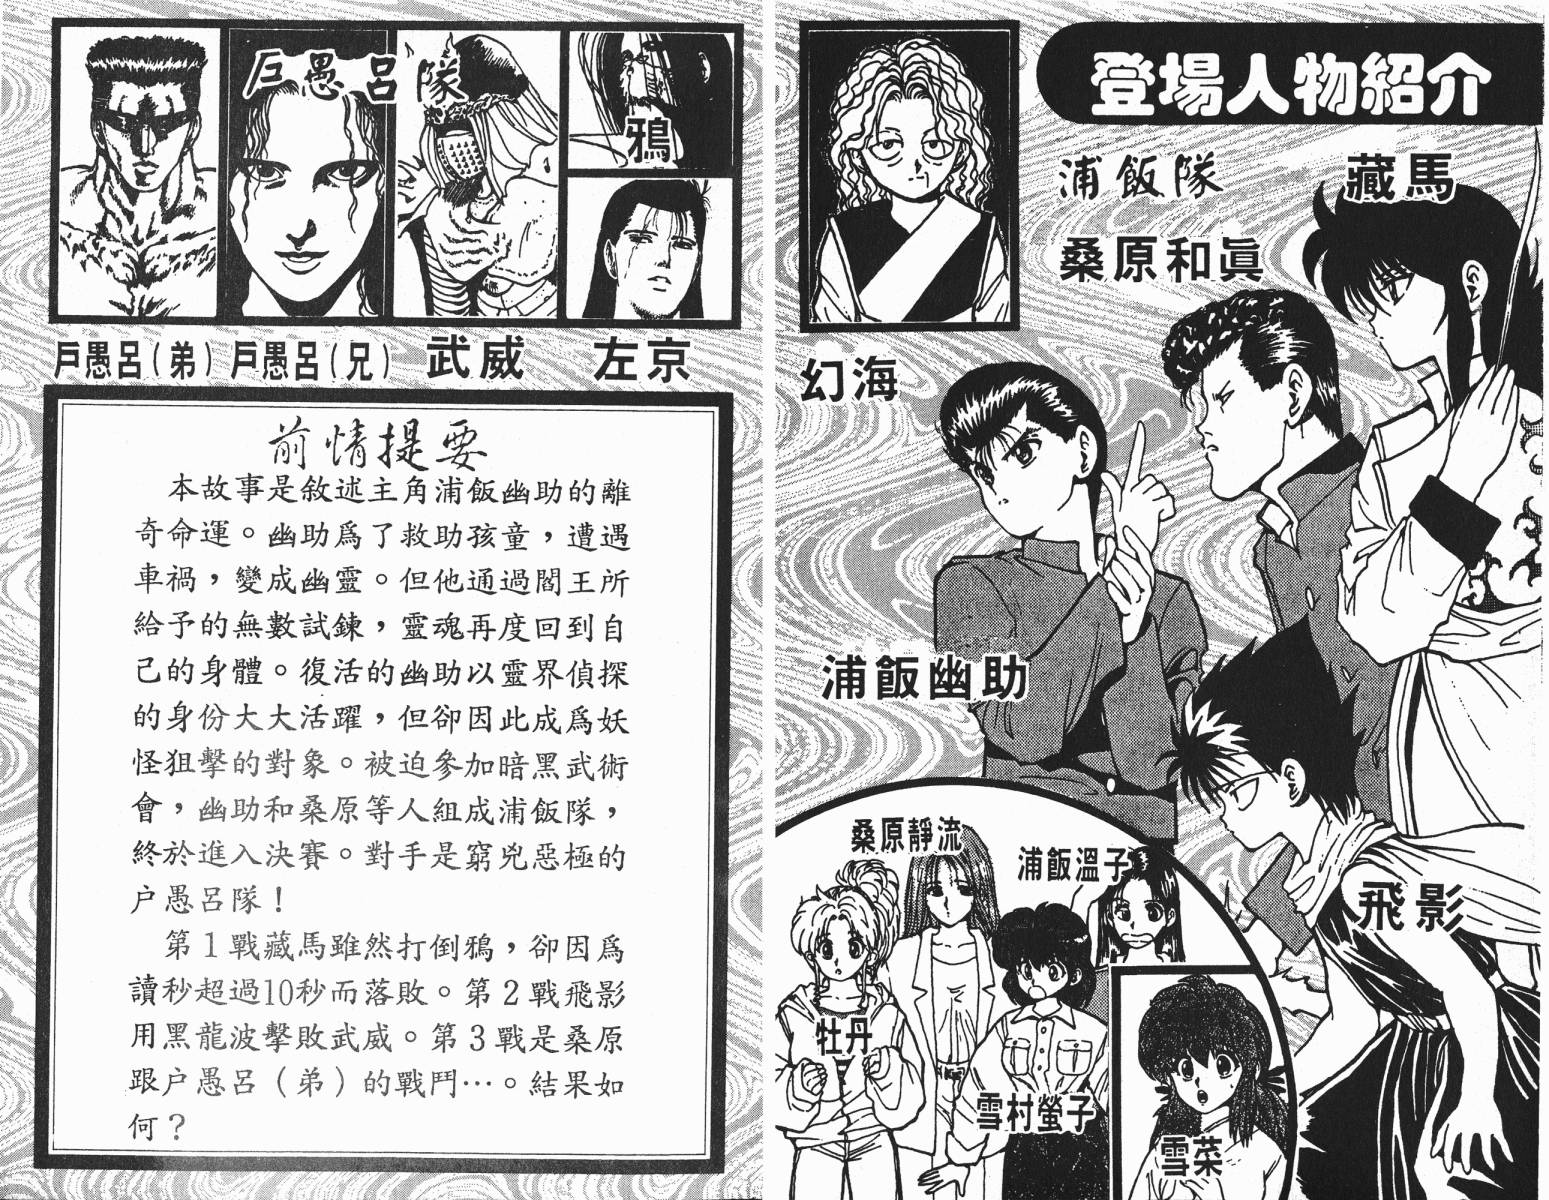 登場人物紹介
浦飯隊
藏馬
桑原和眞
幻海
浦飯幽助
飛影
桑原靜流
浦飯溫子
牡丹
雪村螢子
雪菜
戶愚呂隊
鴉
戶愚呂（弟）
戶愚呂（兄）
武威
左京
前情提要
本故事是敘述主角浦飯幽助的離
奇命運。幽助爲了救助孩童，遭遇
車禍，變成幽靈。但他通過閻王所
給予的無數試鍊，靈魂再度回到自
己的身體。復活的幽助以靈界偵探
的身份大大活躍，但卻因此成爲妖
怪狙擊的對象。被迫參加暗黑武術
會，幽助和桑原等人組成浦飯隊，
終於進入決賽。對手是窮兇惡極的
户愚呂隊！
第1戰藏馬雖然打倒鴉，卻因爲
讀秒超過10秒而落敗。第2戰飛影
用黑龍波擊敗武威。第3戰是桑原
跟户愚呂（弟）的戰鬥⋯。結果如
何？